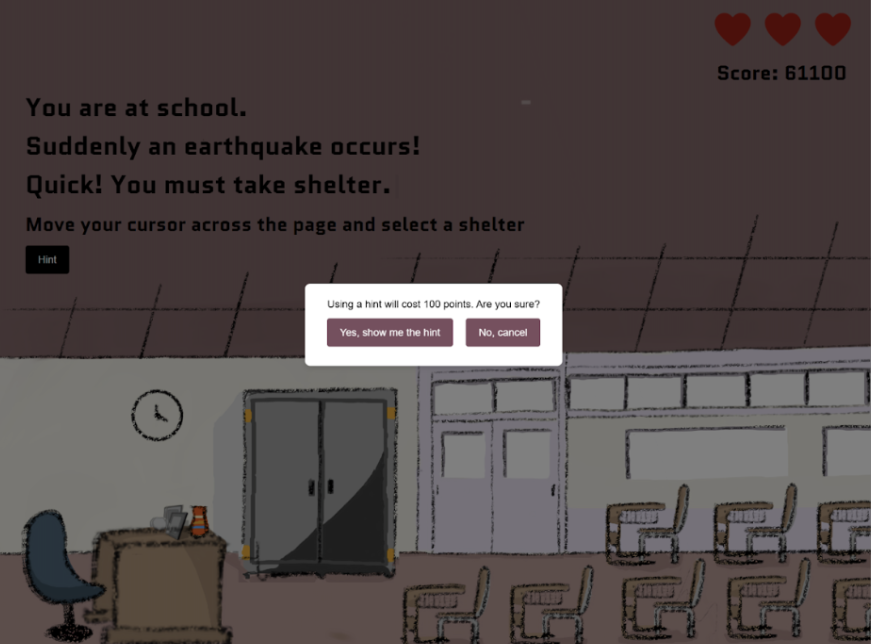 Score: 61100
You are at school.
Suddenly an earthquake occurs!
Quick! You must take shelter.
Move your cursor across the page and select a shelter
Hint
Using a hint will cost 100 points. Are you sure?
Yes, show me the hint
No, cancel